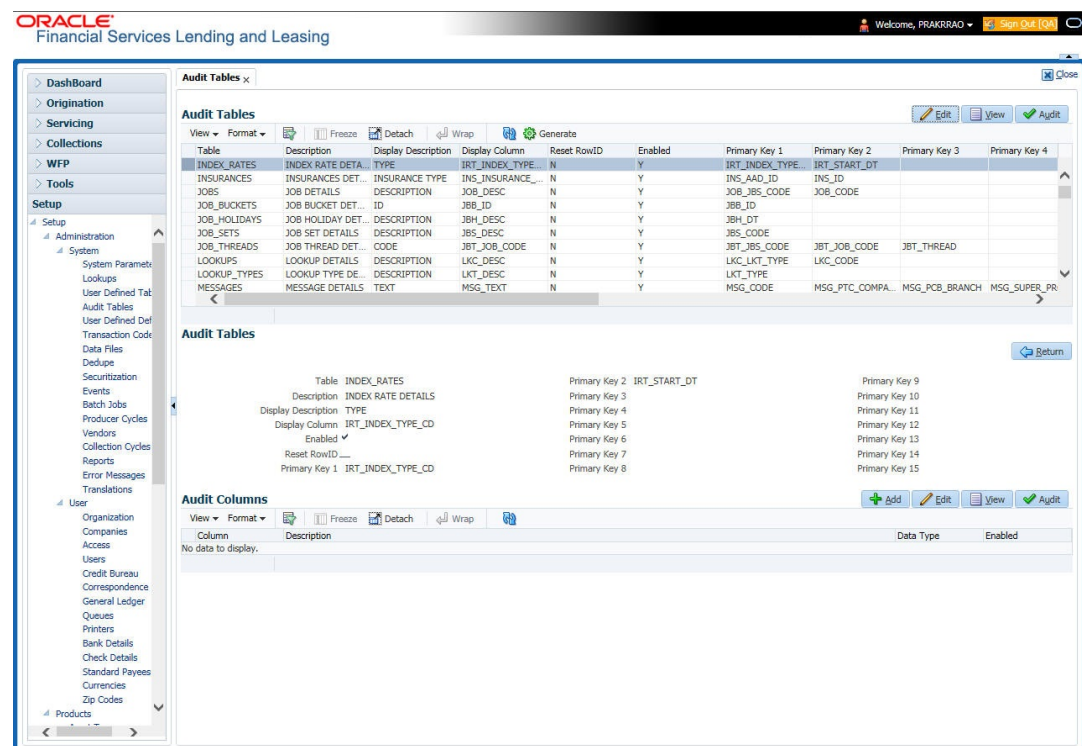 ORACLE
Financial Services Lending and Leasing
Welcome, PRAKRRAO
Sign Out [QA]
DashBoard
Origination
Servicing
Collections
WFP
Tools
Setup
Setup
Administration
System
System Paramete
Lookups
User Defined Tab
Audit Tables
User Defined Def
Transaction Code
Data Files
Dedupe
Securitization
Events
Batch Jobs
Producer Cycles
Vendors
Collection Cycles
Reports
Error Messages
Translations
User
Organization
Companies
Access
Users
Credit Bureau
Correspondence
General Ledger
Queues
Printers
Bank Details
Check Details
Standard Payees
Currencies
Zip Codes
Products
Audit Tables x
Close
Audit Tables
Edit View Audit
View Format Freeze Detach Wrap Generate
Table Description Display Description Display Column Reset RowID Enabled Primary Key 1 Primary Key 2 Primary Key 3 Primary Key 4
INDEX_RATES INDEX RATE DETA... TYPE IRT_INDEX_TYPE... N Y IRT_INDEX_TYPE... IRT_START_DT
INSURANCES INSURANCES DET... INSURANCE TYPE INS_INSURANCE_... N Y INS_AAD_ID INS_ID
JOBS JOB DETAILS DESCRIPTION JOB_DESC N Y JOB_JBS_CODE JOB_CODE
JOB_BUCKETS JOB BUCKET DET... ID JBB_ID N Y JBB_ID
JOB_HOLIDAYS JOB HOLIDAY DET... DESCRIPTION JBH_DESC N Y JBH_DT
JOB_SETS JOB SET DETAILS DESCRIPTION JBS_DESC N Y JBS_CODE
JOB_THREADS JOB THREAD DET... CODE JBT_JOB_CODE N Y JBT_JBS_CODE JBT_JOB_CODE JBT_THREAD
LOOKUPS LOOKUP DETAILS DESCRIPTION LKC_DESC N Y LKC_LKT_TYPE LKC_CODE
LOOKUP_TYPES LOOKUP TYPE DE... DESCRIPTION LKT_DESC N Y LKT_TYPE
MESSAGES MESSAGE DETAILS TEXT MSG_TEXT N Y MSG_CODE MSG_PTC_COMPA... MSG_PCB_BRANCH MSG_SUPER_PR
Audit Tables
Return
Table INDEX_RATES Primary Key 2 IRT_START_DT Primary Key 9
Description INDEX RATE DETAILS Primary Key 3 Primary Key 10
Display Description TYPE Primary Key 4 Primary Key 11
Display Column IRT_INDEX_TYPE_CD Primary Key 5 Primary Key 12
Enabled Primary Key 6 Primary Key 13
Reset RowID Primary Key 7 Primary Key 14
Primary Key 1 IRT_INDEX_TYPE_CD Primary Key 8 Primary Key 15
Audit Columns
Add Edit View Audit
View Format Freeze Detach Wrap
Column Description Data Type Enabled
No data to display.